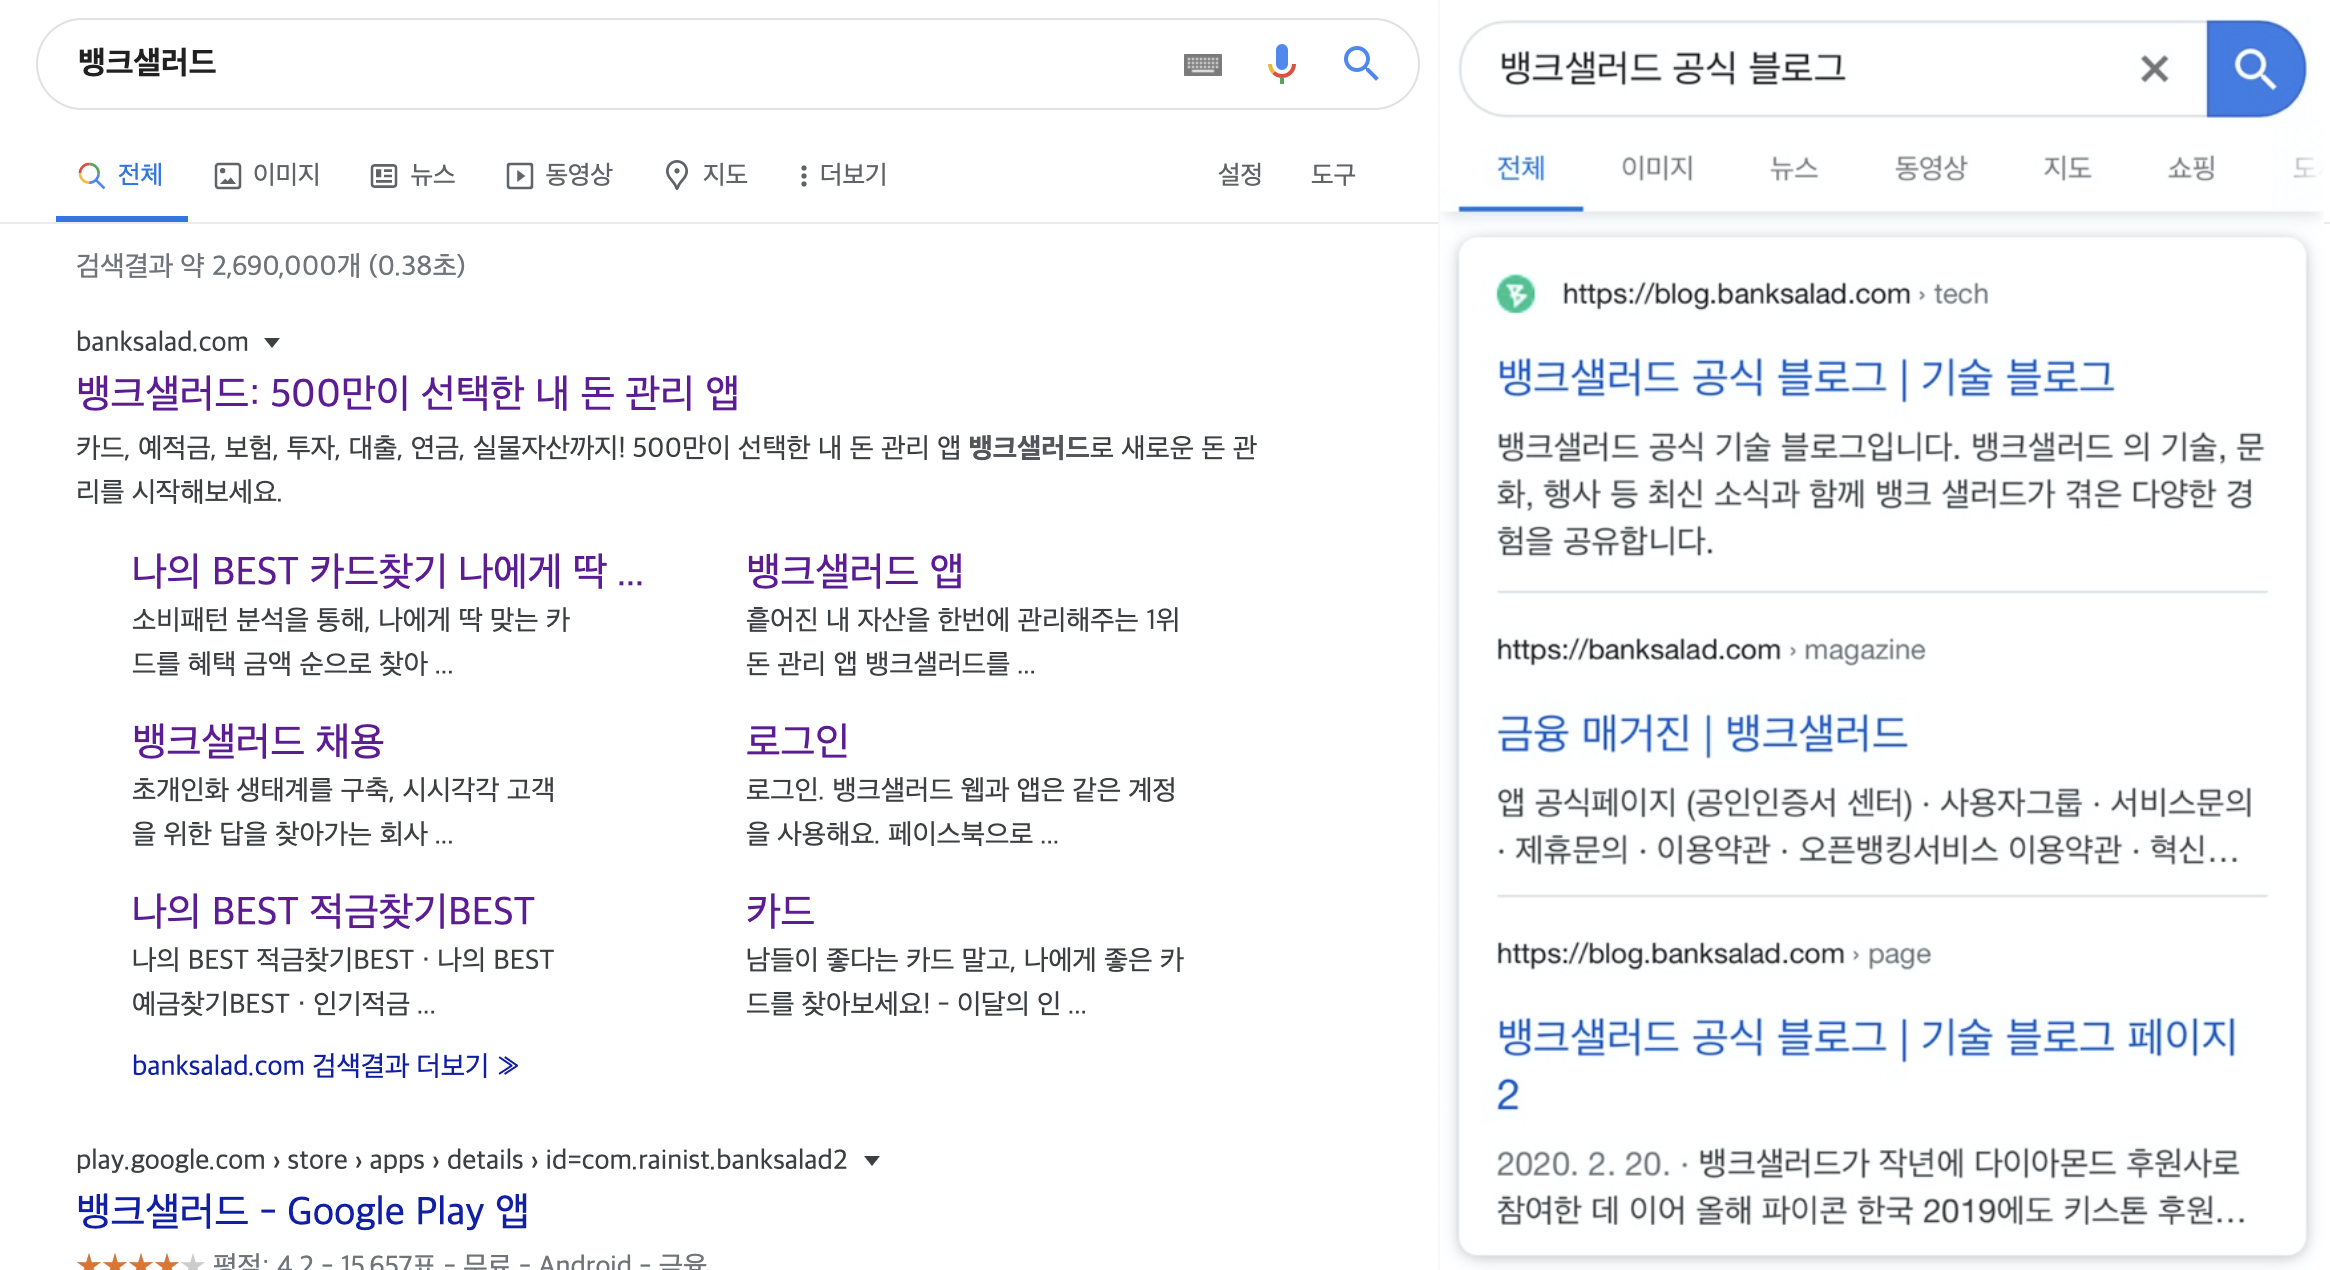 뱅크샐러드
전체 이미지 뉴스 동영상 지도 더보기 설정 도구
검색결과 약 2,690,000개 (0.38초)
banksalad.com
뱅크샐러드: 500만이 선택한 내 돈 관리 앱
카드, 예적금, 보험, 투자, 대출, 연금, 실물자산까지! 500만이 선택한 내 돈 관리 앱 뱅크샐러드로 새로운 돈 관
리를 시작해보세요.
나의 BEST 카드찾기 나에게 딱 ...
소비패턴 분석을 통해, 나에게 딱 맞는 카
드를 혜택 금액 순으로 찾아 ...
뱅크샐러드 앱
흩어진 내 자산을 한번에 관리해주는 1위
돈 관리 앱 뱅크샐러드를 ...
뱅크샐러드 채용
초개인화 생태계를 구축, 시시각각 고객
을 위한 답을 찾아가는 회사 ...
로그인
로그인. 뱅크샐러드 웹과 앱은 같은 계정
을 사용해요. 페이스북으로 ...
나의 BEST 적금찾기BEST
나의 BEST 적금찾기BEST · 나의 BEST
예금찾기BEST · 인기적금 ...
카드
남들이 좋다는 카드 말고, 나에게 좋은 카
드를 찾아보세요! - 이달의 인 ...
banksalad.com 검색결과 더보기 ≫
play.google.com › store › apps › details › id=com.rainist.banksalad2
뱅크샐러드 - Google Play 앱
평점: 4.2 - 15,657표 - 무료 - Android - 금융
뱅크샐러드 공식 블로그
전체 이미지 뉴스 동영상 지도 쇼핑
https://blog.banksalad.com › tech
뱅크샐러드 공식 블로그 | 기술 블로그
뱅크샐러드 공식 기술 블로그입니다. 뱅크샐러드 의 기술, 문
화, 행사 등 최신 소식과 함께 뱅크 샐러드가 겪은 다양한 경
험을 공유합니다.
https://banksalad.com › magazine
금융 매거진 | 뱅크샐러드
앱 공식페이지 (공인인증서 센터) · 사용자그룹 · 서비스문의
· 제휴문의 · 이용약관 · 오픈뱅킹서비스 이용약관 · 혁신...
https://blog.banksalad.com › page
뱅크샐러드 공식 블로그 | 기술 블로그 페이지
2
2020. 2. 20. · 뱅크샐러드가 작년에 다이아몬드 후원사로
참여한 데 이어 올해 파이콘 한국 2019에도 키스톤 후원...